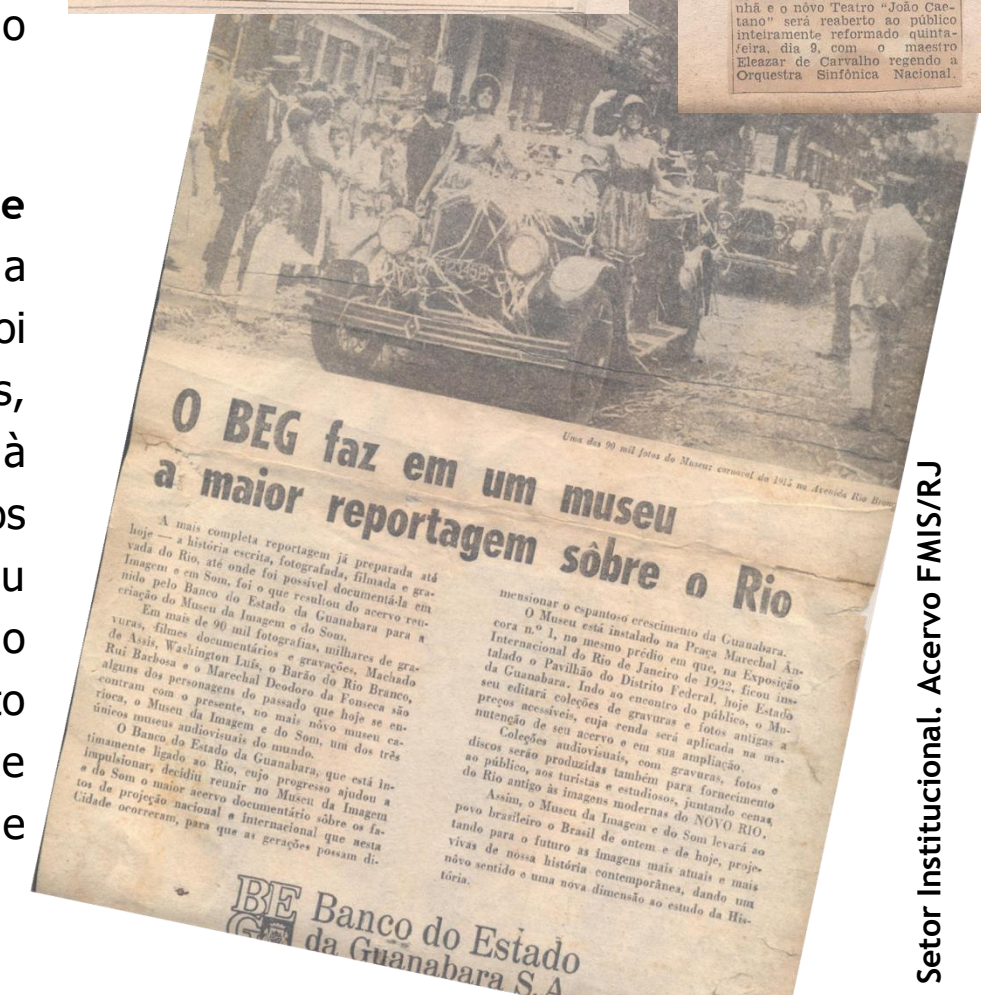 o
e
a
oi
s,
à
os
u
o
to
e
e
nhã e o nôvo Teatro "João Cae-
tano" será reaberto ao público
inteiramente reformado quinta-
feira, dia 9, com o maestro
Eleazar de Carvalho regendo a
Orquestra Sinfônica Nacional.
Uma das 90 mil fotos do Museu: carnaval de 1915 na Avenida Rio
O BEG faz em um museu
a maior reportagem sôbre o Rio
A mais completa reportagem já preparada até
hoje — a história escrita, fotografada, filmada e gra-
vada do Rio, até onde foi possível documentá-la em
Imagem e em Som, foi o que resultou do acervo reu-
nido pelo Banco do Estado da Guanabara para a
criação do Museu da Imagem e do Som.
Em mais de 90 mil fotografias, milhares de gra-
vuras, filmes documentários e gravações, Machado
de Assis, Washington Luís, o Barão do Rio Branco,
Rui Barbosa e o Marechal Deodoro da Fonseca são
alguns dos personagens do passado que hoje se en-
contram com o presente, no mais nôvo museu ca-
rioca, o Museu da Imagem e do Som, um dos três
únicos museus audiovisuais do mundo.
O Banco do Estado da Guanabara, que está in-
timamente ligado ao Rio, cujo progresso ajudou a
impulsionar, decidiu reunir no Museu da Imagem
e do Som o maior acervo documentário sôbre os fa-
tos de projeção nacional e internacional que nesta
Cidade ocorreram, para que as gerações possam di-
mensionar o espantoso crescimento da Guanabara.
O Museu está instalado na Praça Marechal Ân-
cora n.º 1, no mesmo prédio em que, na Exposição
Internacional do Rio de Janeiro de 1922, ficou ins-
talado o Pavilhão do Distrito Federal, hoje Estado
da Guanabara. Indo ao encontro do público, o Mu-
seu editará coleções de gravuras e fotos antigas a
preços accessíveis, cuja renda será aplicada na ma-
nutenção de seu acervo e em sua ampliação.
Coleções audiovisuais, com gravuras, fotos e
discos serão produzidas também para fornecimento
ao público, aos turistas e estudiosos, juntando cenas
do Rio antigo às imagens modernas do NOVO RIO.
Assim, o Museu da Imagem e do Som levará ao
povo brasileiro o Brasil de ontem e de hoje, proje-
tando para o futuro as imagens mais atuais e mais
vivas de nossa história contemporânea, dando um
nôvo sentido e uma nova dimensão ao estudo da His-
tória.
BEG
Banco do Estado
da Guanabara S.A.
Setor Institucional. Acervo FMIS/RJ